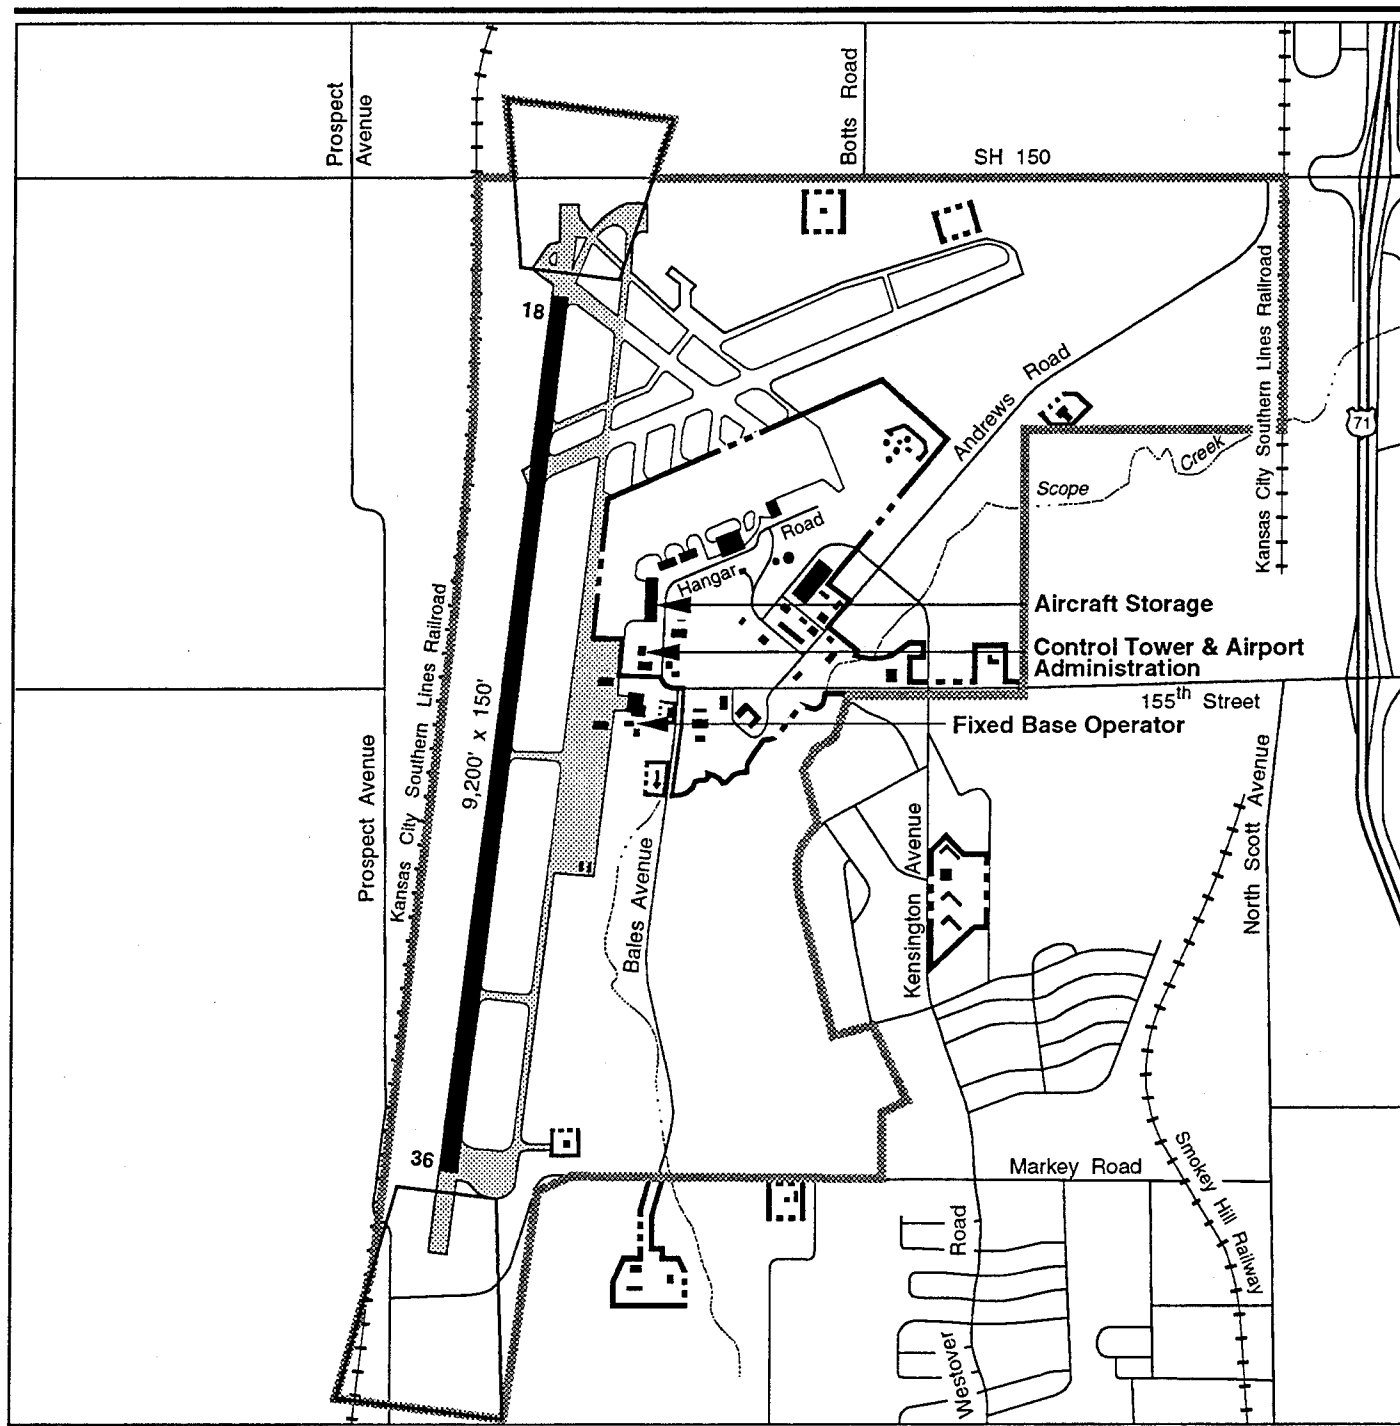 Prospect
Avenue
Botts Road
SH 150
18
Kansas City Southern Lines Railroad
71
Andrews Road
Scope Creek
Hangar Road
Aircraft Storage
Control Tower & Airport
Administration
155th Street
Fixed Base Operator
9,200' x 150'
Kansas City Southern Lines Railroad
Prospect Avenue
Bales Avenue
Kensington Avenue
North Scott Avenue
36
Markey Road
Smokey Hill Railway
Westover Road